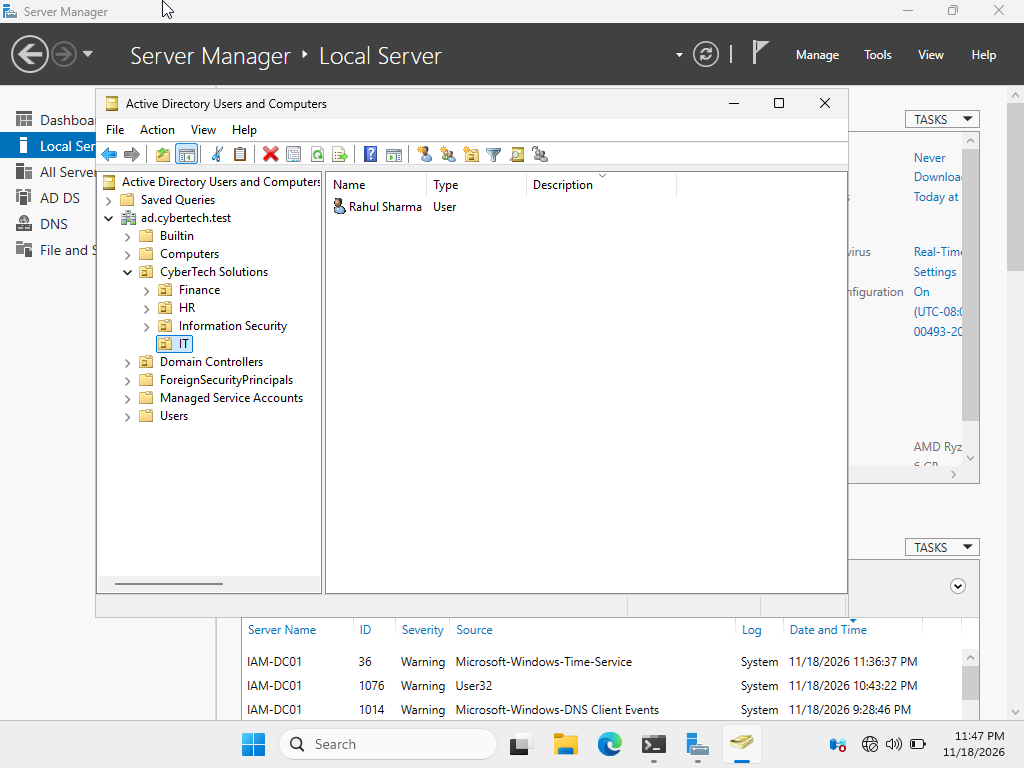 Server Manager
Server Manager ‣ Local Server
Manage Tools View Help
Dashboa
Local Ser
All Server
AD DS
DNS
File and S
Active Directory Users and Computers
File Action View Help
Active Directory Users and Computers
Saved Queries
ad.cybertech.test
Builtin
Computers
CyberTech Solutions
Finance
HR
Information Security
IT
Domain Controllers
ForeignSecurityPrincipals
Managed Service Accounts
Users
Name Type Description
Rahul Sharma User
TASKS
Never
Downloa
Today at
virus Real-Time
Settings
nfiguration On
(UTC-08:0
00493-20
AMD Ryz
6 GB
TASKS
Server Name ID Severity Source Log Date and Time
IAM-DC01 36 Warning Microsoft-Windows-Time-Service System 11/18/2026 11:36:37 PM
IAM-DC01 1076 Warning User32 System 11/18/2026 10:43:22 PM
IAM-DC01 1014 Warning Microsoft-Windows-DNS Client Events System 11/18/2026 9:28:46 PM
Search
11:47 PM
11/18/2026